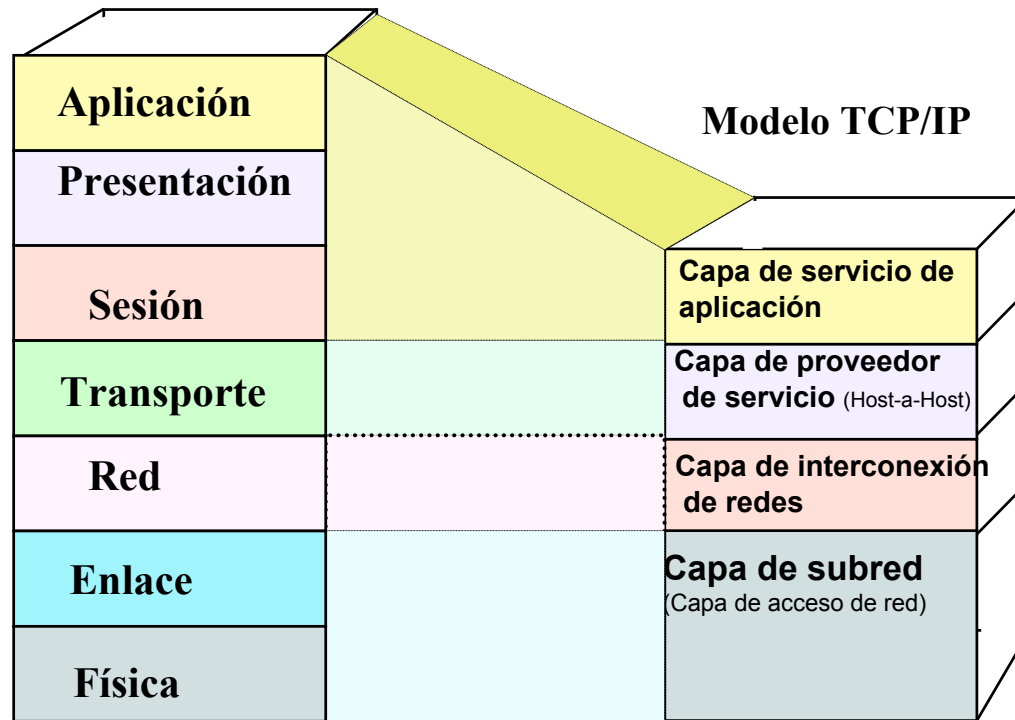 Aplicación
Presentación
Sesión
Transporte
Red
Enlace
Física
Modelo TCP/IP
Capa de servicio de
aplicación
Capa de proveedor
de servicio (Host-a-Host)
Capa de interconexión
de redes
Capa de subred
(Capa de acceso de red)